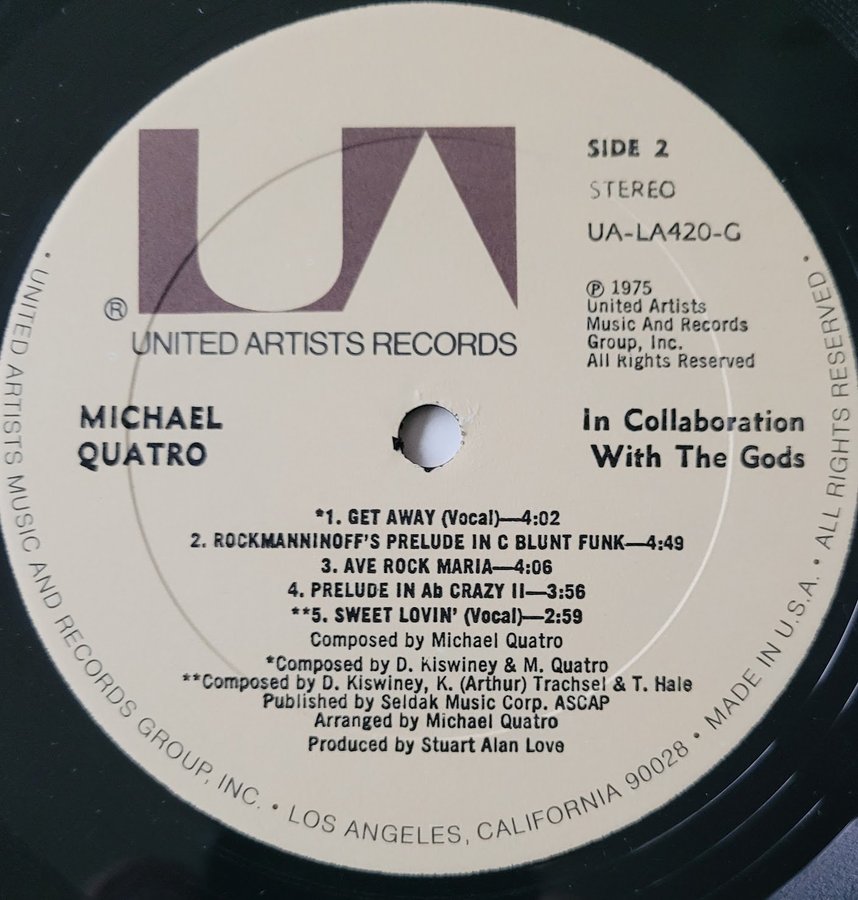 UA
®
UNITED ARTISTS RECORDS
SIDE 2
STEREO
UA-LA420-G
℗ 1975
United Artists
Music And Records
Group, Inc.
All Rights Reserved
MICHAEL
QUATRO
In Collaboration
With The Gods
*1. GET AWAY (Vocal)—4:02
2. ROCKMANNINOFF'S PRELUDE IN C BLUNT FUNK—4:49
3. AVE ROCK MARIA—4:06
4. PRELUDE IN Ab CRAZY II—3:56
**5. SWEET LOVIN' (Vocal)—2:59
Composed by Michael Quatro
*Composed by D. Kiswiney & M. Quatro
**Composed by D. Kiswiney, K. (Arthur) Trachsel & T. Hale
Published by Seldak Music Corp. ASCAP
Arranged by Michael Quatro
Produced by Stuart Alan Love
• UNITED ARTISTS MUSIC AND RECORDS GROUP, INC. • LOS ANGELES, CALIFORNIA 90028 • MADE IN U.S.A. • ALL RIGHTS RESERVED •